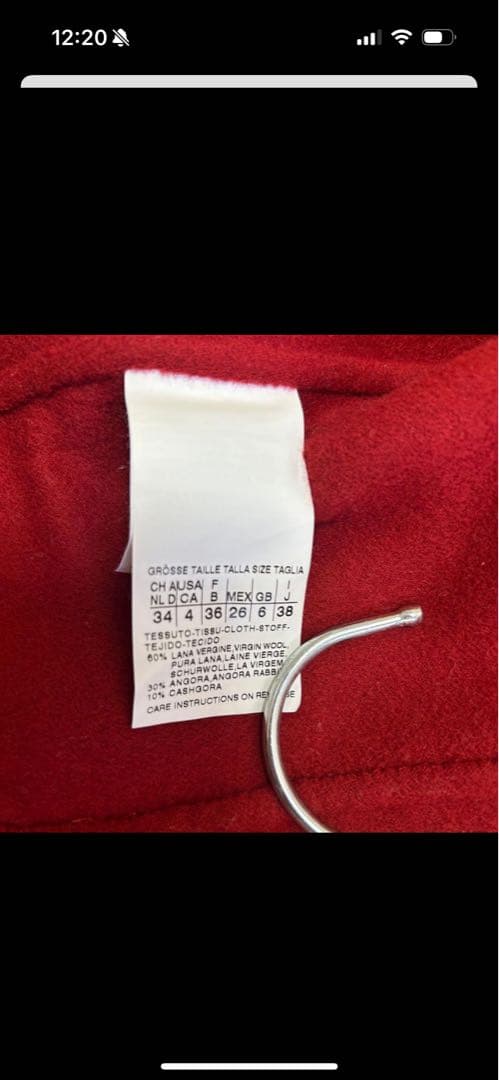 12:20
GRÖSSE TAILLE TALLA SIZE TAGLIA
CH A USA F I
NL D CA B MEX GB J
34 4 36 26 6 38
TESSUTO-TISSU-CLOTH-STOFF-
TEJIDO-TECIDO
60% LANA VERGINE,VIRGIN WOOL,
PURA LANA,LAINE VIERGE,
SCHURWOLLE,LA VIRGEM
30% ANGORA,ANGORA RABB
10% CASHGORA
CARE INSTRUCTIONS ON